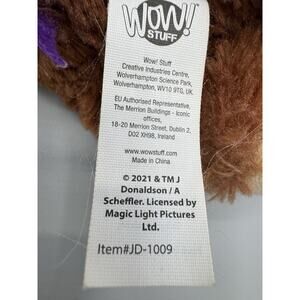 WOW!
STUFF
Wow! Stuff
Creative Industries Centre,
Wolverhampton Science Park,
Wolverhampton, WV10 9TG, UK.
EU Authorised Representative,
The Merrion Buildings - iconic
offices,
18-20 Merrion Street, Dublin 2,
DO2 XH98, Ireland
www.wowstuff.com
Made in China
© 2021 & TM J
Donaldson / A
Scheffler. Licensed by
Magic Light Pictures
Ltd.
Item#JD-1009